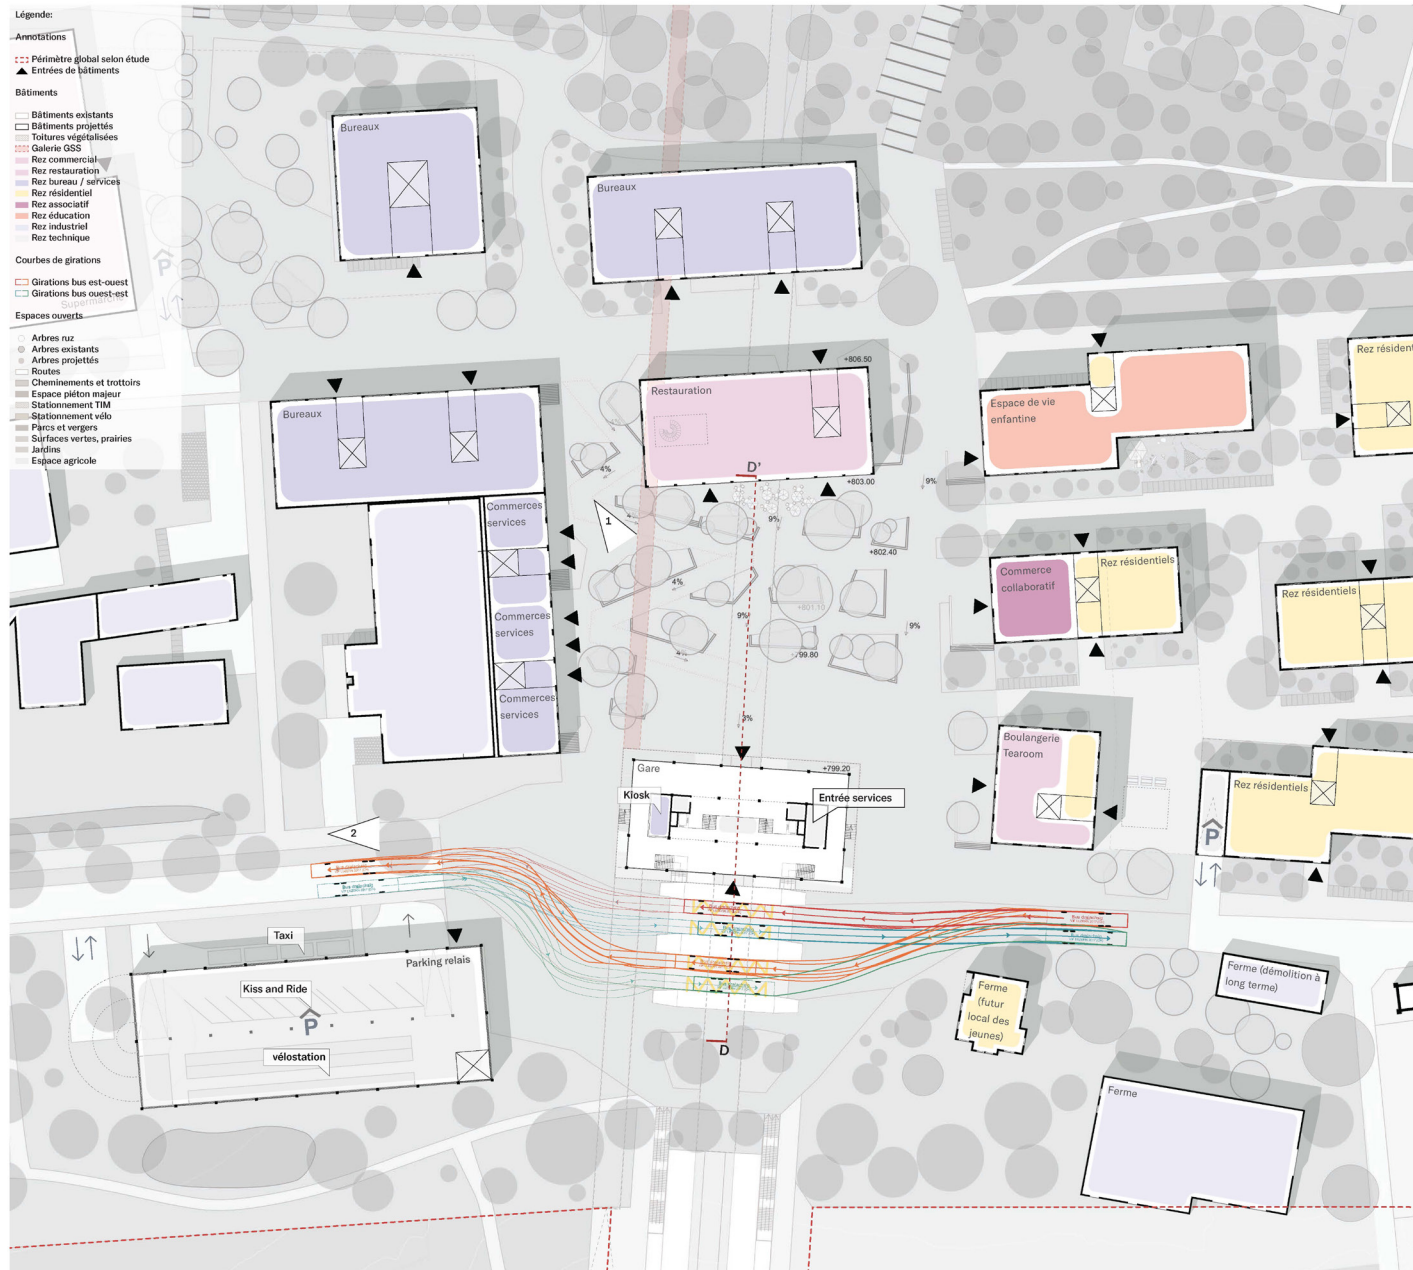 Légende:
Annotations
Périmètre global selon étude
Entrées de bâtiments
Bâtiments
Bâtiments existants
Bâtiments projettés
Toitures végétalisées
Galerie GSS
Rez commercial
Rez restauration
Rez bureau / services
Rez résidentiel
Rez associatif
Rez éducation
Rez industriel
Rez technique
Courbes de girations
Girations bus est-ouest
Girations bus ouest-est
Espaces ouverts
Arbres ruz
Arbres existants
Arbres projettés
Routes
Cheminements et trottoirs
Espace piéton majeur
Stationnement TIM
Stationnement vélo
Parcs et vergers
Surfaces vertes, prairies
Jardins
Espace agricole
P
Supermarché
Bureaux
Bureaux
Bureaux
Restauration
+806.50
D'
+803.00
4%
9%
9%
+802.40
1
4%
+801.10
9%
9%
4%
+799.80
3%
Commerces
services
Commerces
services
Commerces
services
Espace de vie
enfantine
Rez résident
Commerce
collaboratif
Rez résidentiels
Rez résidentiels
Boulangerie
Tearoom
Rez résidentiels
P
Gare
+799.20
Kiosk
Entrée services
2
Taxi
Parking relais
Kiss and Ride
P
vélostation
D
Ferme
(futur
local des
jeunes)
Ferme (démolition à
long terme)
Ferme